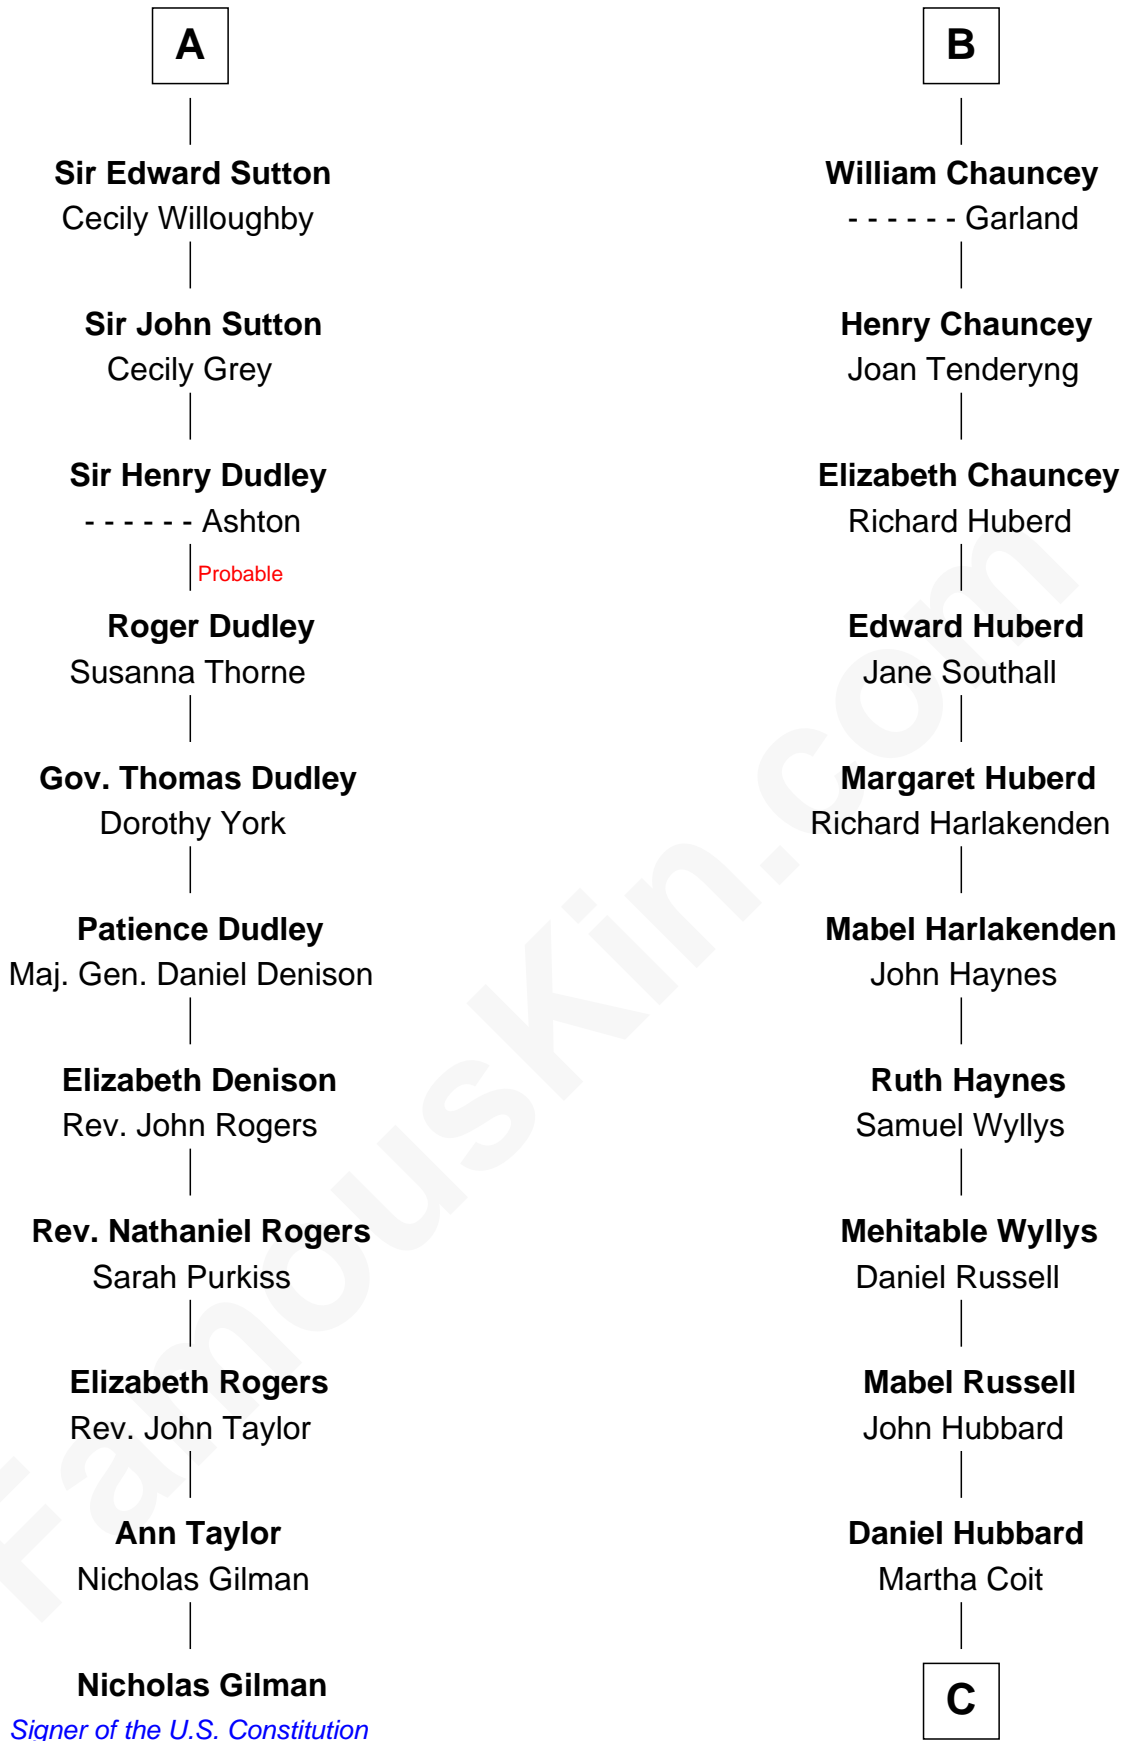 A
Sir Edward Sutton
Cecily Willoughby
Sir John Sutton
Cecily Grey
Sir Henry Dudley
- - - - - - Ashton
Probable
Roger Dudley
Susanna Thorne
Gov. Thomas Dudley
Dorothy York
Patience Dudley
Maj. Gen. Daniel Denison
Elizabeth Denison
Rev. John Rogers
Rev. Nathaniel Rogers
Sarah Purkiss
Elizabeth Rogers
Rev. John Taylor
Ann Taylor
Nicholas Gilman
Nicholas Gilman
Signer of the U.S. Constitution
B
William Chauncey
- - - - - - Garland
Henry Chauncey
Joan Tenderyng
Elizabeth Chauncey
Richard Huberd
Edward Huberd
Jane Southall
Margaret Huberd
Richard Harlakenden
Mabel Harlakenden
John Haynes
Ruth Haynes
Samuel Wyllys
Mehitable Wyllys
Daniel Russell
Mabel Russell
John Hubbard
Daniel Hubbard
Martha Coit
C
FamousKin.com